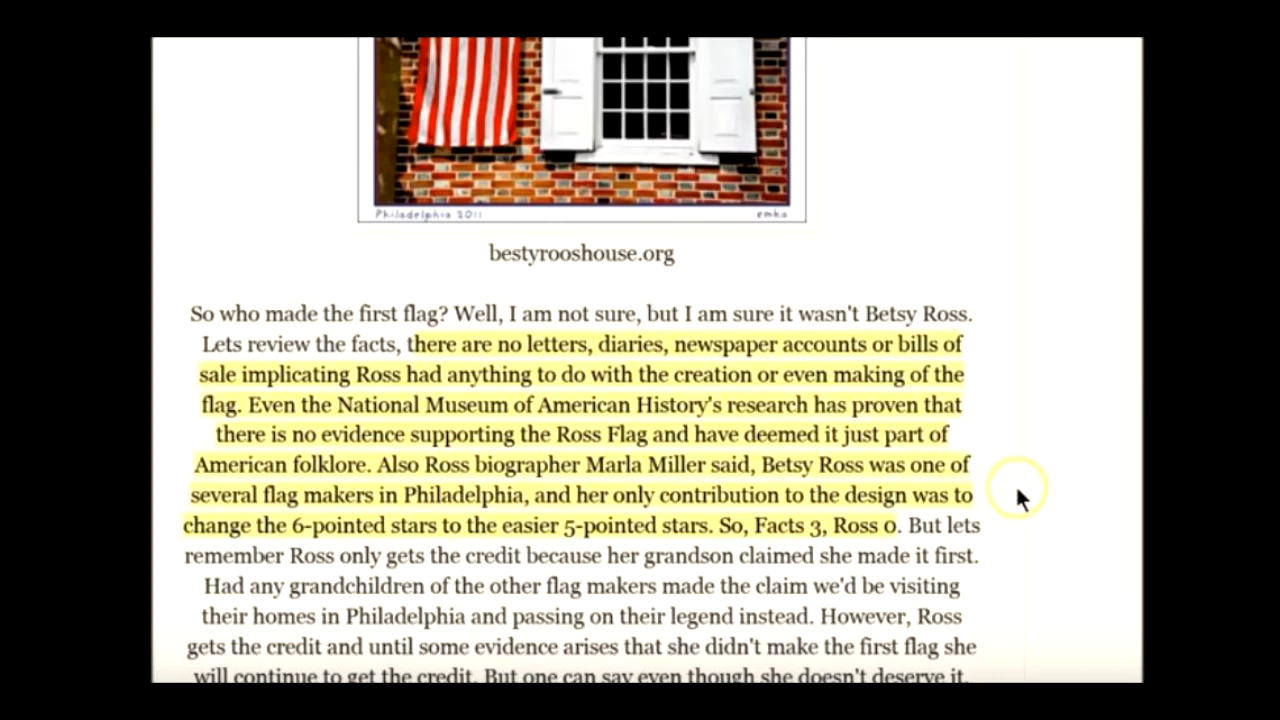 Philadelphia 2011
emko
bestyrooshouse.org
So who made the first flag? Well, I am not sure, but I am sure it wasn't Betsy Ross.
Lets review the facts, there are no letters, diaries, newspaper accounts or bills of
sale implicating Ross had anything to do with the creation or even making of the
flag. Even the National Museum of American History's research has proven that
there is no evidence supporting the Ross Flag and have deemed it just part of
American folklore. Also Ross biographer Marla Miller said, Betsy Ross was one of
several flag makers in Philadelphia, and her only contribution to the design was to
change the 6-pointed stars to the easier 5-pointed stars. So, Facts 3, Ross 0. But lets
remember Ross only gets the credit because her grandson claimed she made it first.
Had any grandchildren of the other flag makers made the claim we'd be visiting
their homes in Philadelphia and passing on their legend instead. However, Ross
gets the credit and until some evidence arises that she didn't make the first flag she
will continue to get the credit. But one can say even though she doesn't deserve it,